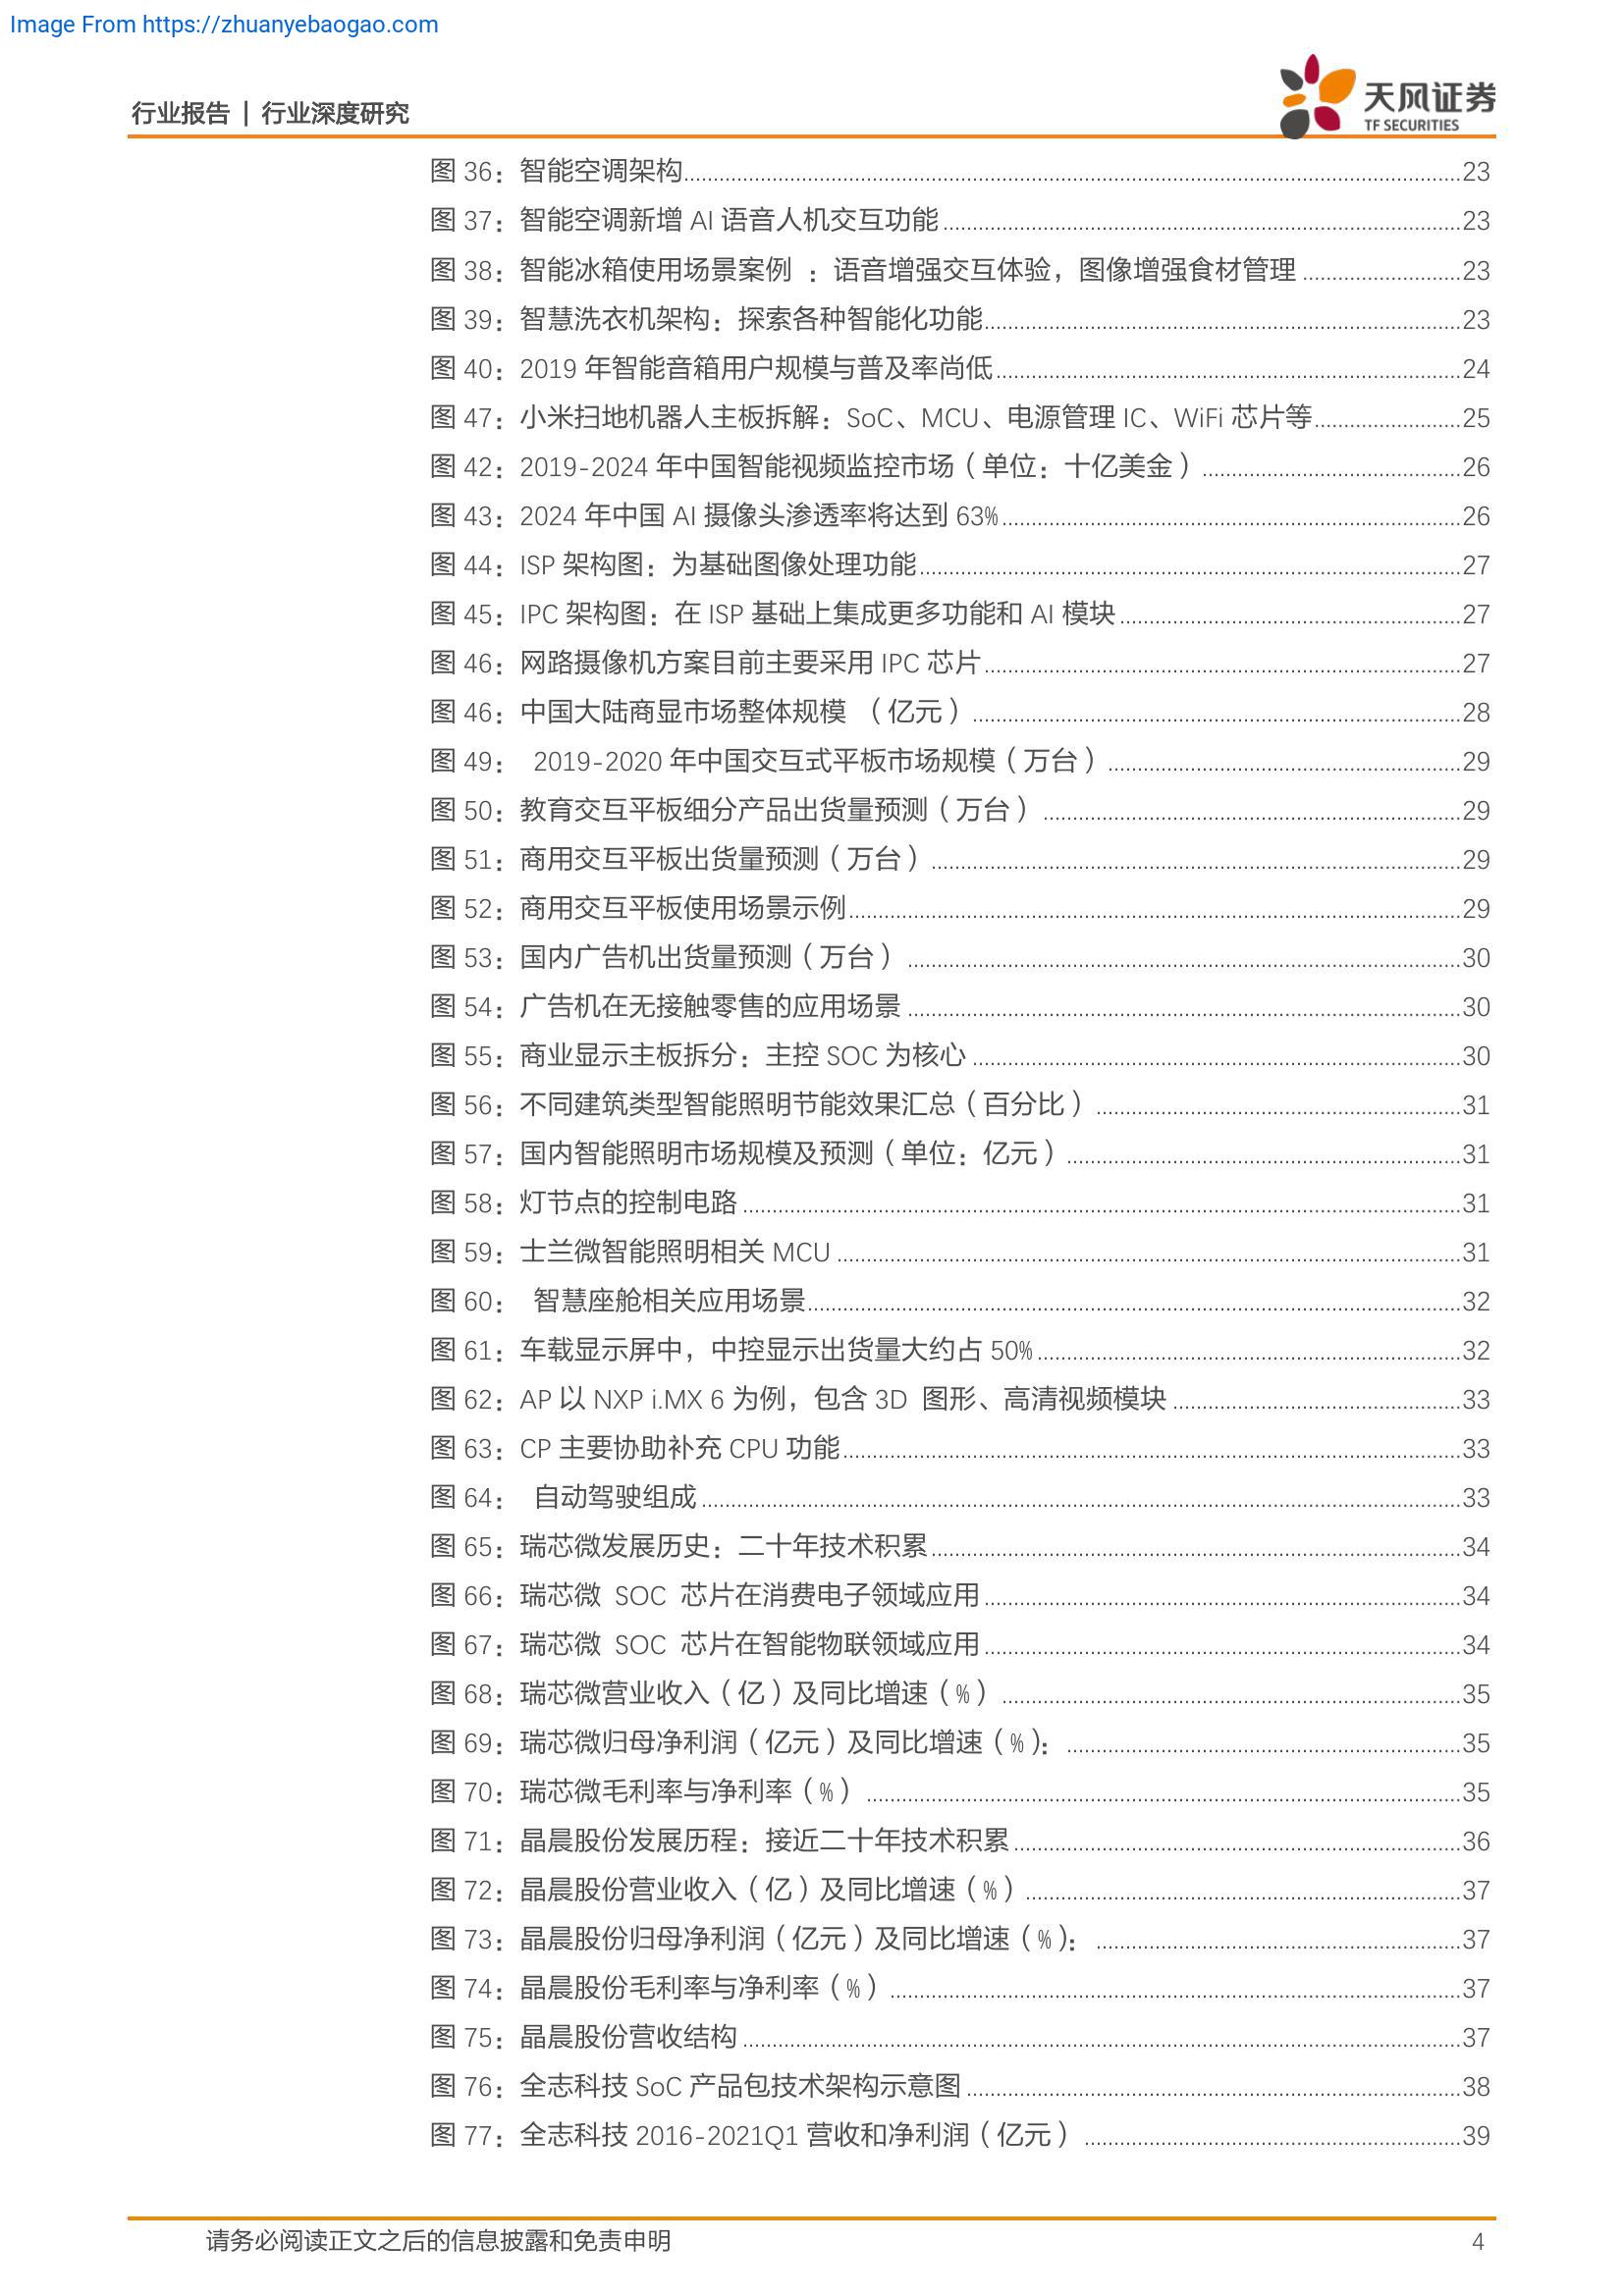 Image From https://zhuanyebaogao.com
行业报告 | 行业深度研究
天风证券
TF SECURITIES
图 36：智能空调架构 23
图 37：智能空调新增 AI 语音人机交互功能 23
图 38：智能冰箱使用场景案例 ：语音增强交互体验，图像增强食材管理 23
图 39：智慧洗衣机架构：探索各种智能化功能 23
图 40：2019 年智能音箱用户规模与普及率尚低 24
图 47：小米扫地机器人主板拆解：SoC、MCU、电源管理 IC、WiFi 芯片等 25
图 42：2019-2024 年中国智能视频监控市场（单位：十亿美金） 26
图 43：2024 年中国 AI 摄像头渗透率将达到 63% 26
图 44：ISP 架构图：为基础图像处理功能 27
图 45：IPC 架构图：在 ISP 基础上集成更多功能和 AI 模块 27
图 46：网路摄像机方案目前主要采用 IPC 芯片 27
图 46：中国大陆商显市场整体规模 （亿元） 28
图 49： 2019-2020 年中国交互式平板市场规模（万台） 29
图 50：教育交互平板细分产品出货量预测（万台） 29
图 51：商用交互平板出货量预测（万台） 29
图 52：商用交互平板使用场景示例 29
图 53：国内广告机出货量预测（万台） 30
图 54：广告机在无接触零售的应用场景 30
图 55：商业显示主板拆分：主控 SOC 为核心 30
图 56：不同建筑类型智能照明节能效果汇总（百分比） 31
图 57：国内智能照明市场规模及预测（单位：亿元） 31
图 58：灯节点的控制电路 31
图 59：士兰微智能照明相关 MCU 31
图 60： 智慧座舱相关应用场景 32
图 61：车载显示屏中，中控显示出货量大约占 50% 32
图 62：AP 以 NXP i.MX 6 为例，包含 3D 图形、高清视频模块 33
图 63：CP 主要协助补充 CPU 功能 33
图 64： 自动驾驶组成 33
图 65：瑞芯微发展历史：二十年技术积累 34
图 66：瑞芯微 SOC 芯片在消费电子领域应用 34
图 67：瑞芯微 SOC 芯片在智能物联领域应用 34
图 68：瑞芯微营业收入（亿）及同比增速（%） 35
图 69：瑞芯微归母净利润（亿元）及同比增速（%）： 35
图 70：瑞芯微毛利率与净利率（%） 35
图 71：晶晨股份发展历程：接近二十年技术积累 36
图 72：晶晨股份营业收入（亿）及同比增速（%） 37
图 73：晶晨股份归母净利润（亿元）及同比增速（%）： 37
图 74：晶晨股份毛利率与净利率（%） 37
图 75：晶晨股份营收结构 37
图 76：全志科技 SoC 产品包技术架构示意图 38
图 77：全志科技 2016-2021Q1 营收和净利润（亿元） 39
请务必阅读正文之后的信息披露和免责申明 4